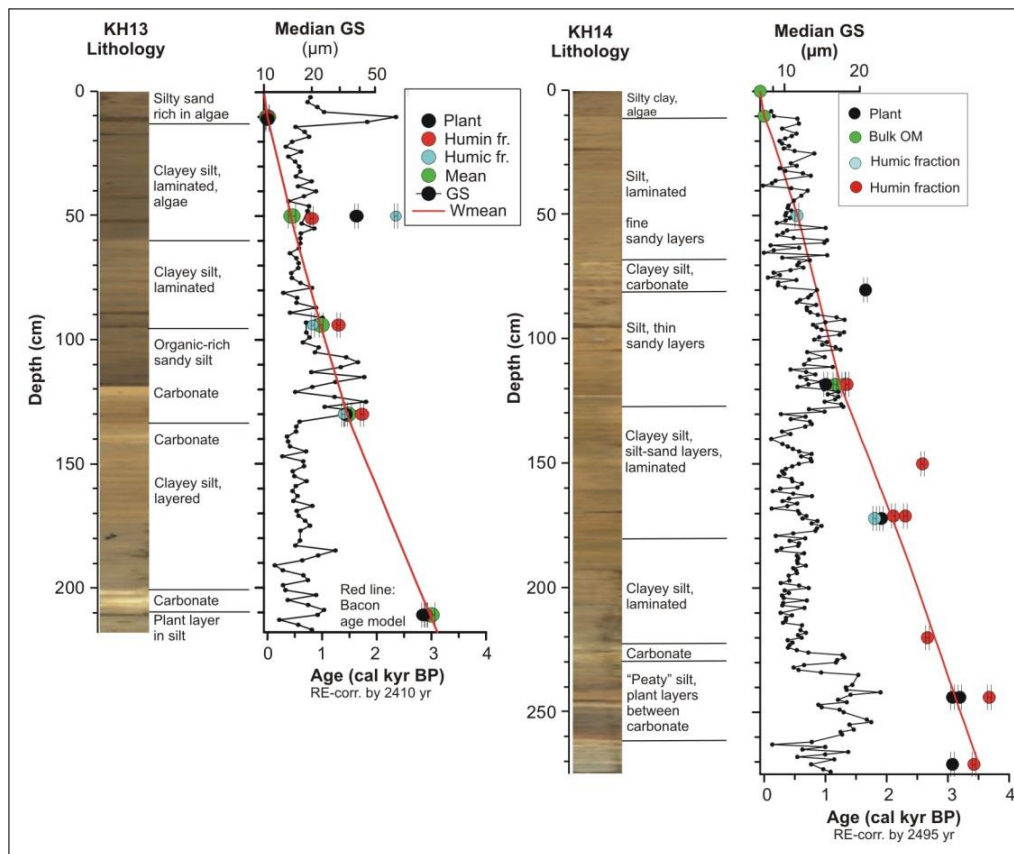 KH13
Lithology
Median GS
(µm)
10 20 50
0
50
100
150
200
Depth (cm)
Silty sand
rich in algae
Clayey silt,
laminated,
algae
Clayey silt,
laminated
Organic-rich
sandy silt
Carbonate
Carbonate
Clayey silt,
layered
Carbonate
Plant layer
in silt
Plant
Humin fr.
Humic fr.
Mean
GS
Wmean
Red line:
Bacon
age model
0 1 2 3 4
Age (cal kyr BP)
RE-corr. by 2410 yr
KH14
Lithology
Median GS
(µm)
10 20
0
50
100
150
200
250
Depth (cm)
Silty clay,
algae
Silt,
laminated
fine
sandy layers
Clayey silt,
carbonate
Silt, thin
sandy layers
Clayey silt,
silt-sand layers,
laminated
Clayey silt,
laminated
Carbonate
"Peaty" silt,
plant layers
between
carbonate
Plant
Bulk OM
Humic fraction
Humin fraction
0 1 2 3 4
Age (cal kyr BP)
RE-corr. by 2495 yr